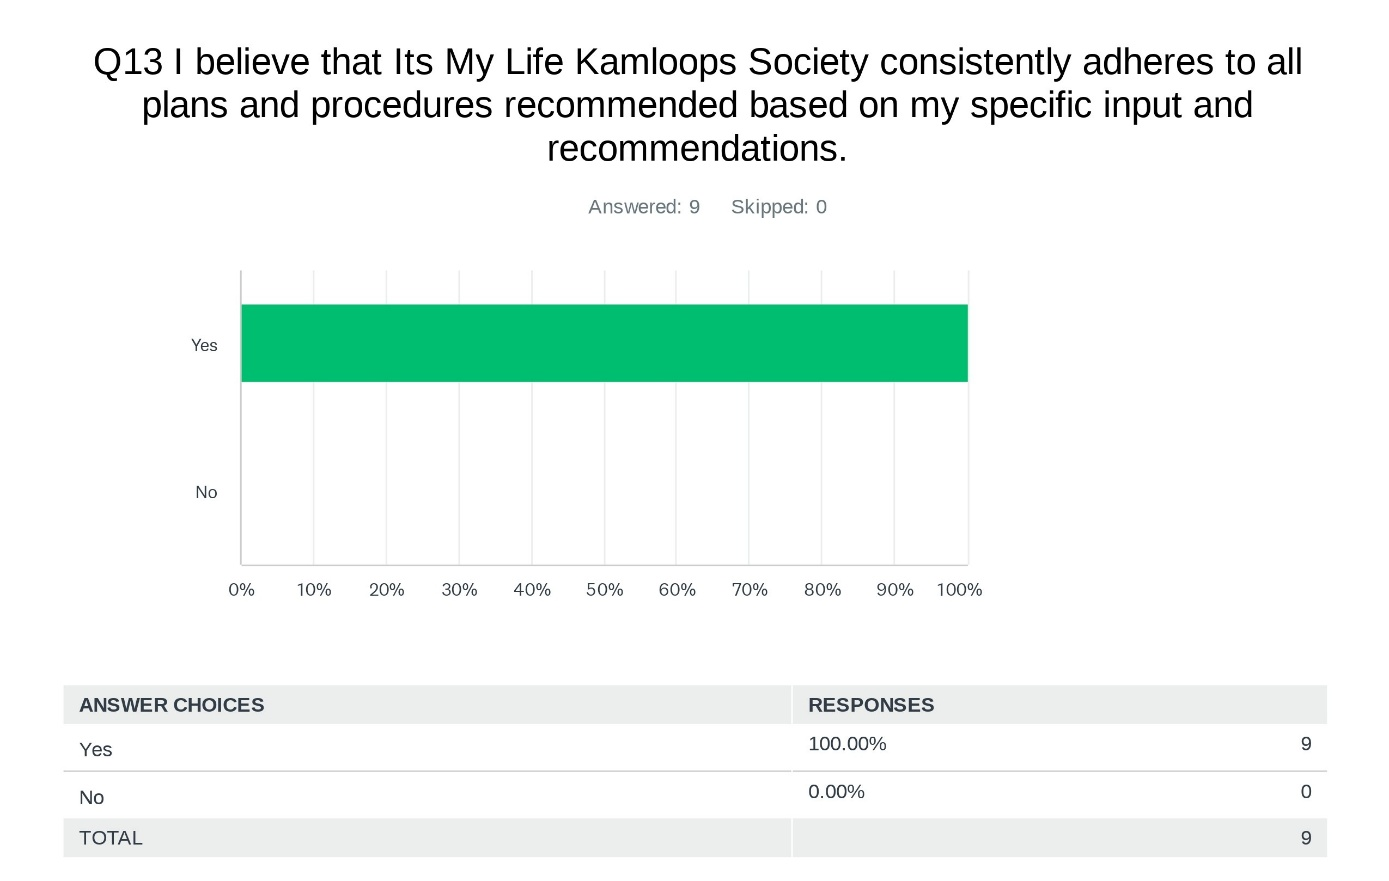 Q13 I believe that Its My Life Kamloops Society consistently adheres to all
plans and procedures recommended based on my specific input and
recommendations.
Answered: 9 Skipped: 0
Yes
No
0% 10% 20% 30% 40% 50% 60% 70% 80% 90% 100%
ANSWER CHOICES RESPONSES
Yes 100.00% 9
No 0.00% 0
TOTAL 9